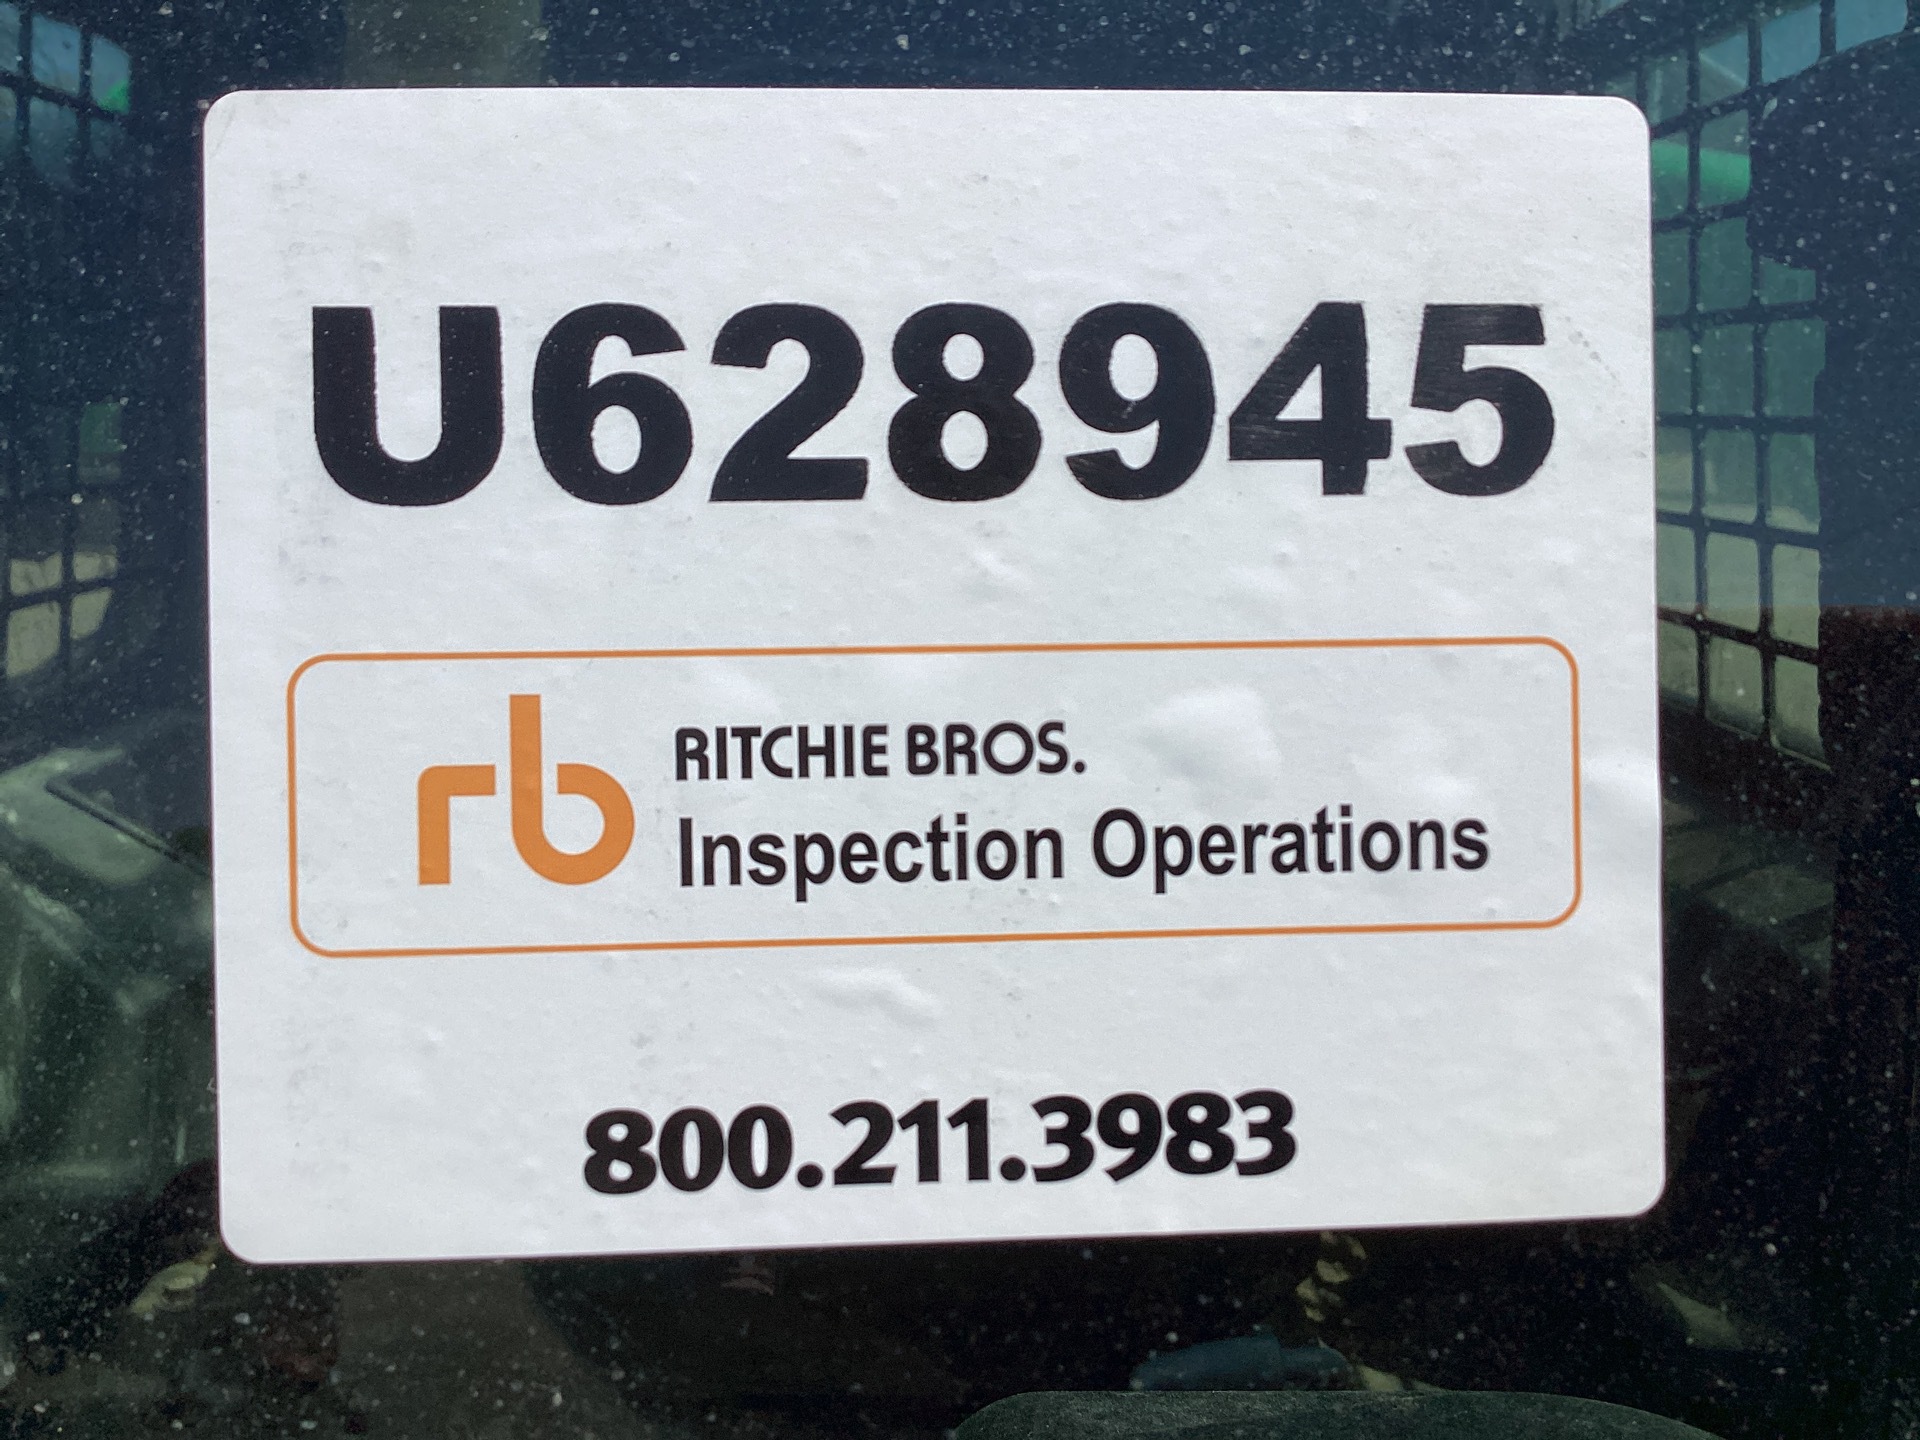 U628945
rb
RITCHIE BROS.
Inspection Operations
800.211.3983